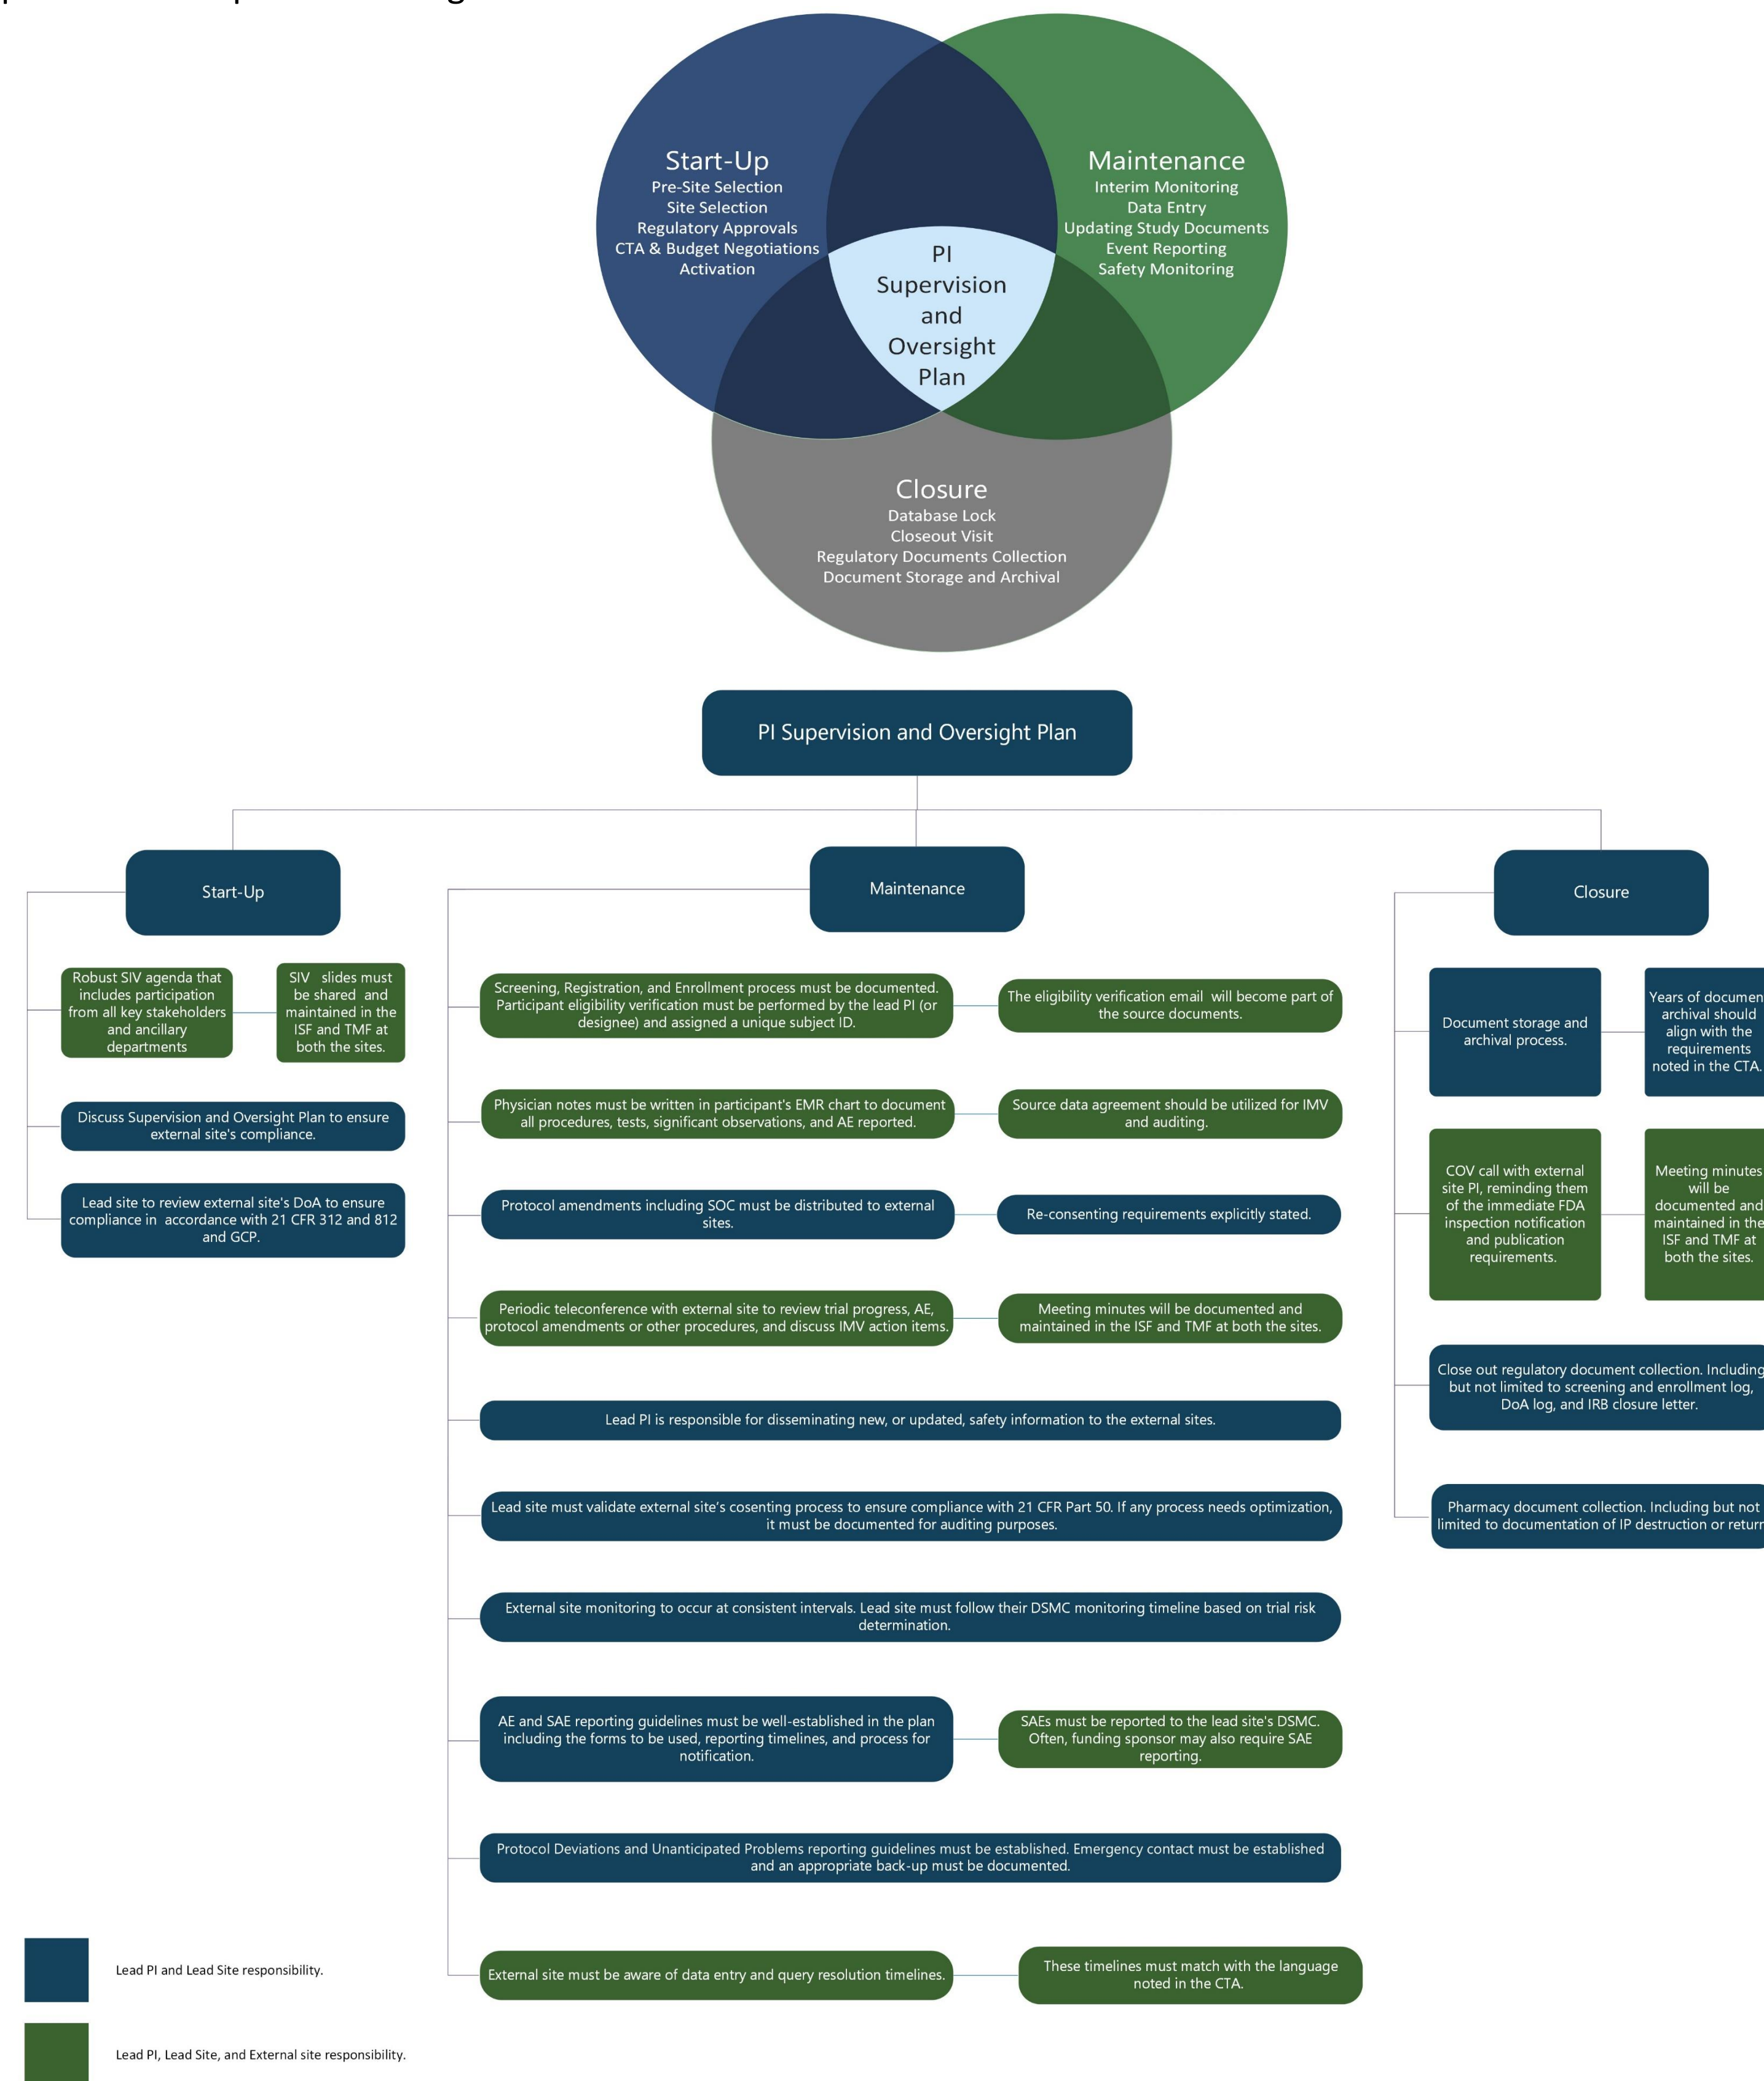 Start-Up
Pre-Site Selection
Site Selection
Regulatory Approvals
CTA & Budget Negotiations
Activation
Maintenance
Interim Monitoring
Data Entry
Updating Study Documents
Event Reporting
Safety Monitoring
PI
Supervision
and
Oversight
Plan
Closure
Database Lock
Closeout Visit
Regulatory Documents Collection
Document Storage and Archival
PI Supervision and Oversight Plan
Start-Up
Robust SIV agenda that
includes participation
from all key stakeholders
and ancillary
departments
SIV slides must
be shared and
maintained in the
ISF and TMF at
both the sites.
Discuss Supervision and Oversight Plan to ensure
external site's compliance.
Lead site to review external site's DoA to ensure
compliance in accordance with 21 CFR 312 and 812
and GCP.
Maintenance
Screening, Registration, and Enrollment process must be documented.
Participant eligibility verification must be performed by the lead PI (or
designee) and assigned a unique subject ID.
The eligibility verification email will become part of
the source documents.
Physician notes must be written in participant's EMR chart to document
all procedures, tests, significant observations, and AE reported.
Source data agreement should be utilized for IMV
and auditing.
Protocol amendments including SOC must be distributed to external
sites.
Re-consenting requirements explicitly stated.
Periodic teleconference with external site to review trial progress, AE,
protocol amendments or other procedures, and discuss IMV action items.
Meeting minutes will be documented and
maintained in the ISF and TMF at both the sites.
Lead PI is responsible for disseminating new, or updated, safety information to the external sites.
Lead site must validate external site's cosenting process to ensure compliance with 21 CFR Part 50. If any process needs optimization,
it must be documented for auditing purposes.
External site monitoring to occur at consistent intervals. Lead site must follow their DSMC monitoring timeline based on trial risk
determination.
AE and SAE reporting guidelines must be well-established in the plan
including the forms to be used, reporting timelines, and process for
notification.
SAEs must be reported to the lead site's DSMC.
Often, funding sponsor may also require SAE
reporting.
Protocol Deviations and Unanticipated Problems reporting guidelines must be established. Emergency contact must be established
and an appropriate back-up must be documented.
External site must be aware of data entry and query resolution timelines.
These timelines must match with the language
noted in the CTA.
Closure
Document storage and
archival process.
Years of documen
archival should
align with the
requirements
noted in the CTA.
COV call with external
site PI, reminding them
of the immediate FDA
inspection notification
and publication
requirements.
Meeting minutes
will be
documented and
maintained in the
ISF and TMF at
both the sites.
Close out regulatory document collection. Including
but not limited to screening and enrollment log,
DoA log, and IRB closure letter.
Pharmacy document collection. Including but not
limited to documentation of IP destruction or return
Lead PI and Lead Site responsibility.
Lead PI, Lead Site, and External site responsibility.